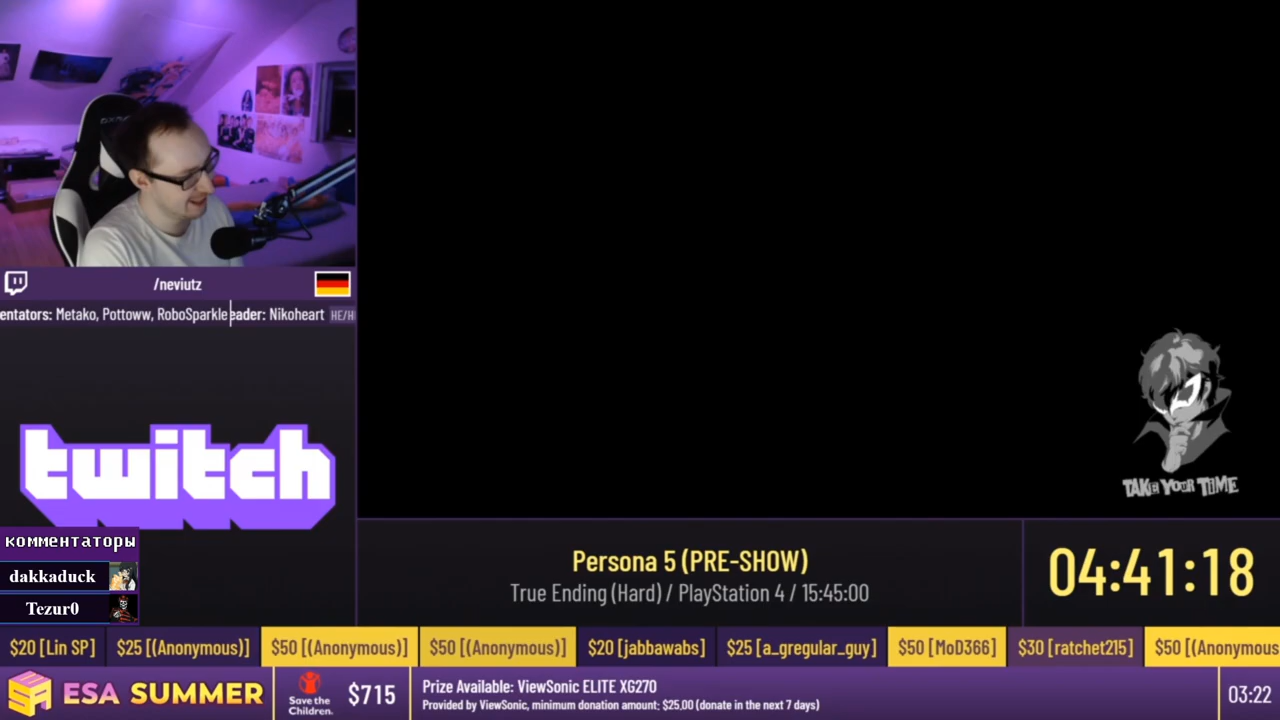 /neviutz
entators: Metako, Pottoww, RoboSparkle
eader: Nikoheart HE/H
twitch
комментаторы
dakkaduck
Tezur0
TAKE YOUR TIME
Persona 5 (PRE-SHOW)
True Ending (Hard) / PlayStation 4 / 15:45:00
04:41:18
$20 [Lin SP] $25 [(Anonymous)] $50 [(Anonymous)] $50 [(Anonymous)] $20 [jabbawabs] $25 [a_gregular_guy] $50 [MoD366] $30 [ratchet215] $50 [(Anonymous
ESA SUMMER
Save the
Children.
$715
Prize Available: ViewSonic ELITE XG270
Provided by ViewSonic, minimum donation amount: $25,00 (donate in the next 7 days)
03:22